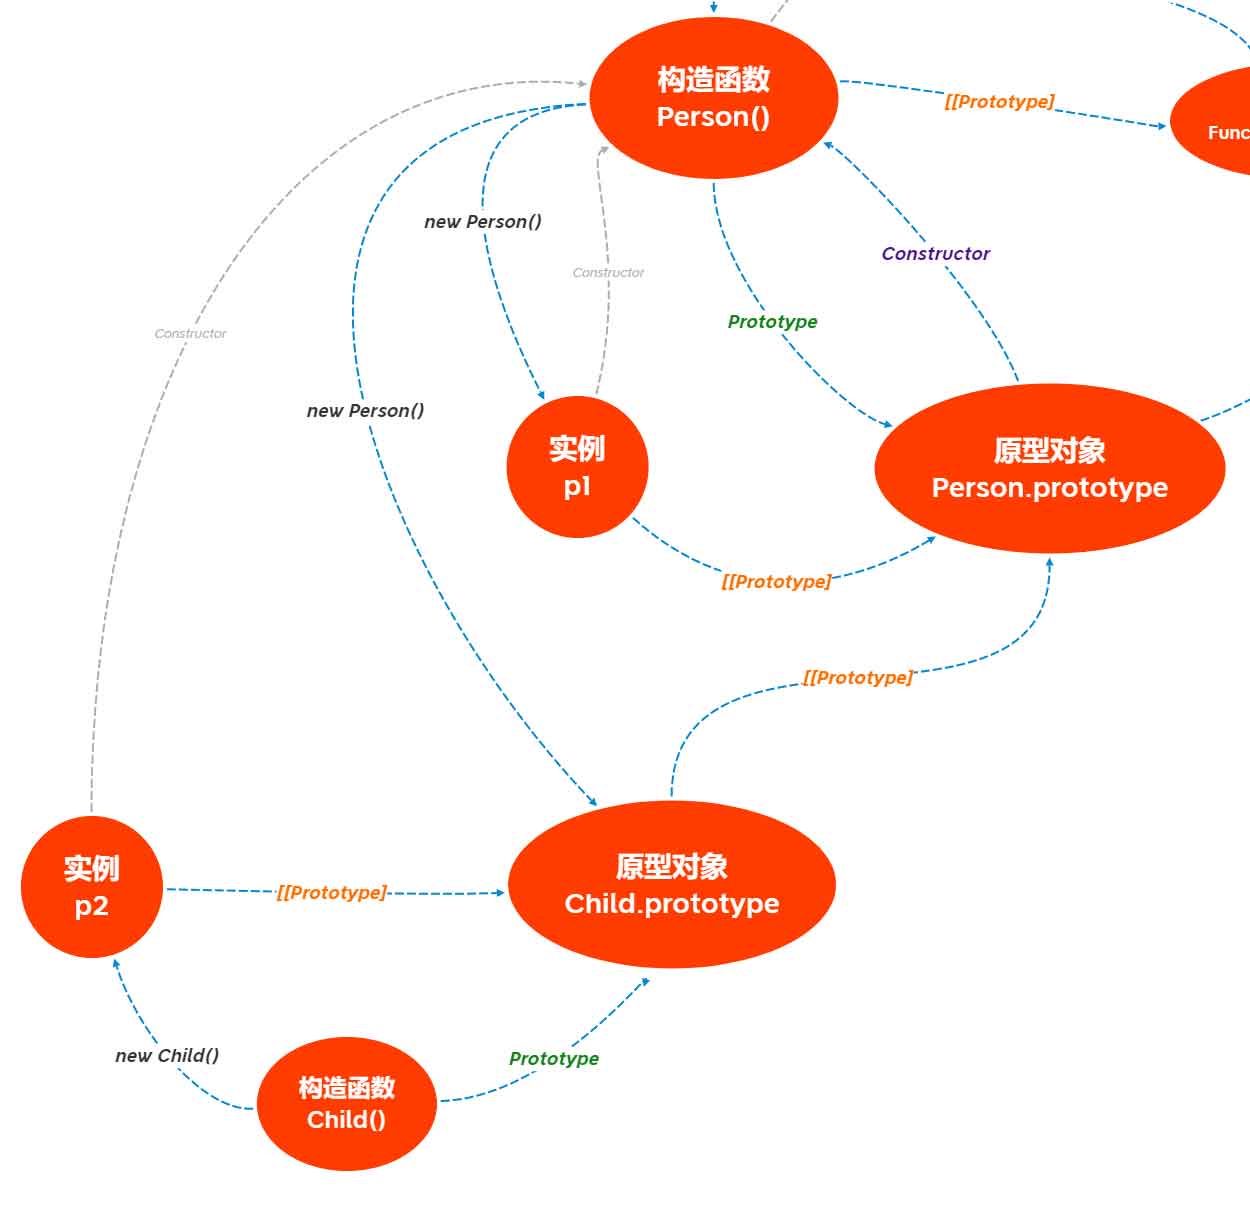 构造函数
Person()
[[Prototype]
Func
new Person()
Constructor
Constructor
Prototype
Constructor
new Person()
实例
p1
原型对象
Person.prototype
[[Prototype]
[[Prototype]
实例
p2
[[Prototype]
原型对象
Child.prototype
new Child()
Prototype
构造函数
Child()